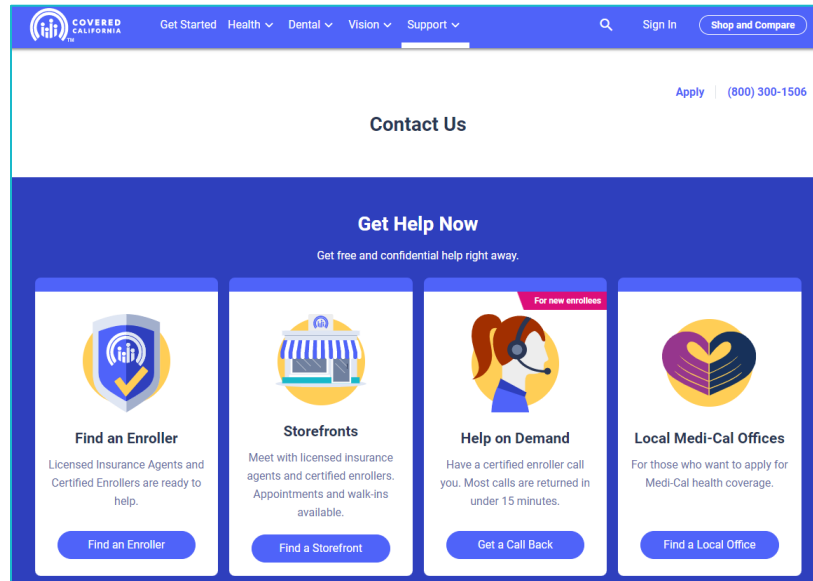 COVERED
CALIFORNIA
TM
Get Started Health Dental Vision Support Sign In Shop and Compare
Apply (800) 300-1506
Contact Us
Get Help Now
Get free and confidential help right away.
For new enrollees
Find an Enroller
Licensed Insurance Agents and
Certified Enrollers are ready to
help.
Find an Enroller
Storefronts
Meet with licensed insurance
agents and certified enrollers.
Appointments and walk-ins
available.
Find a Storefront
Help on Demand
Have a certified enroller call
you. Most calls are returned in
under 15 minutes.
Get a Call Back
Local Medi-Cal Offices
For those who want to apply for
Medi-Cal health coverage.
Find a Local Office